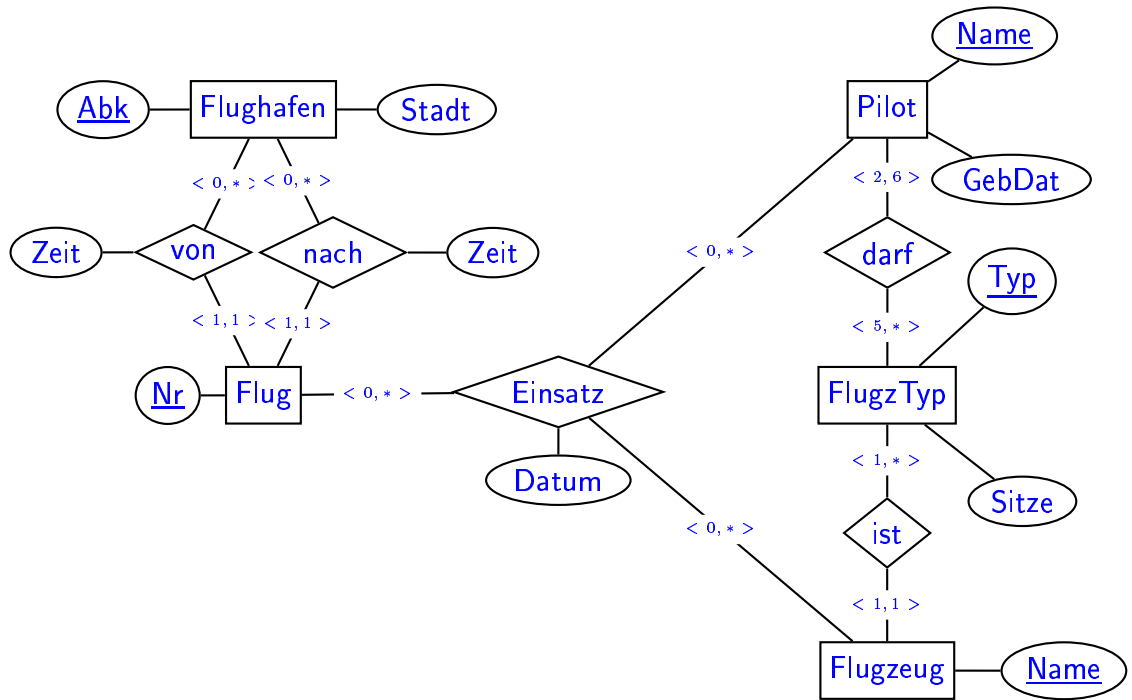 Name
Abk
Flughafen
Stadt
Pilot
< 0, ∗ >
< 0, ∗ >
< 2, 6 >
GebDat
Zeit
von
nach
Zeit
< 0, ∗ >
darf
Typ
< 1, 1 >
< 1, 1 >
< 5, ∗ >
Nr
Flug
< 0, ∗ >
Einsatz
FlugzTyp
Datum
< 1, ∗ >
Sitze
< 0, ∗ >
ist
< 1, 1 >
Flugzeug
Name